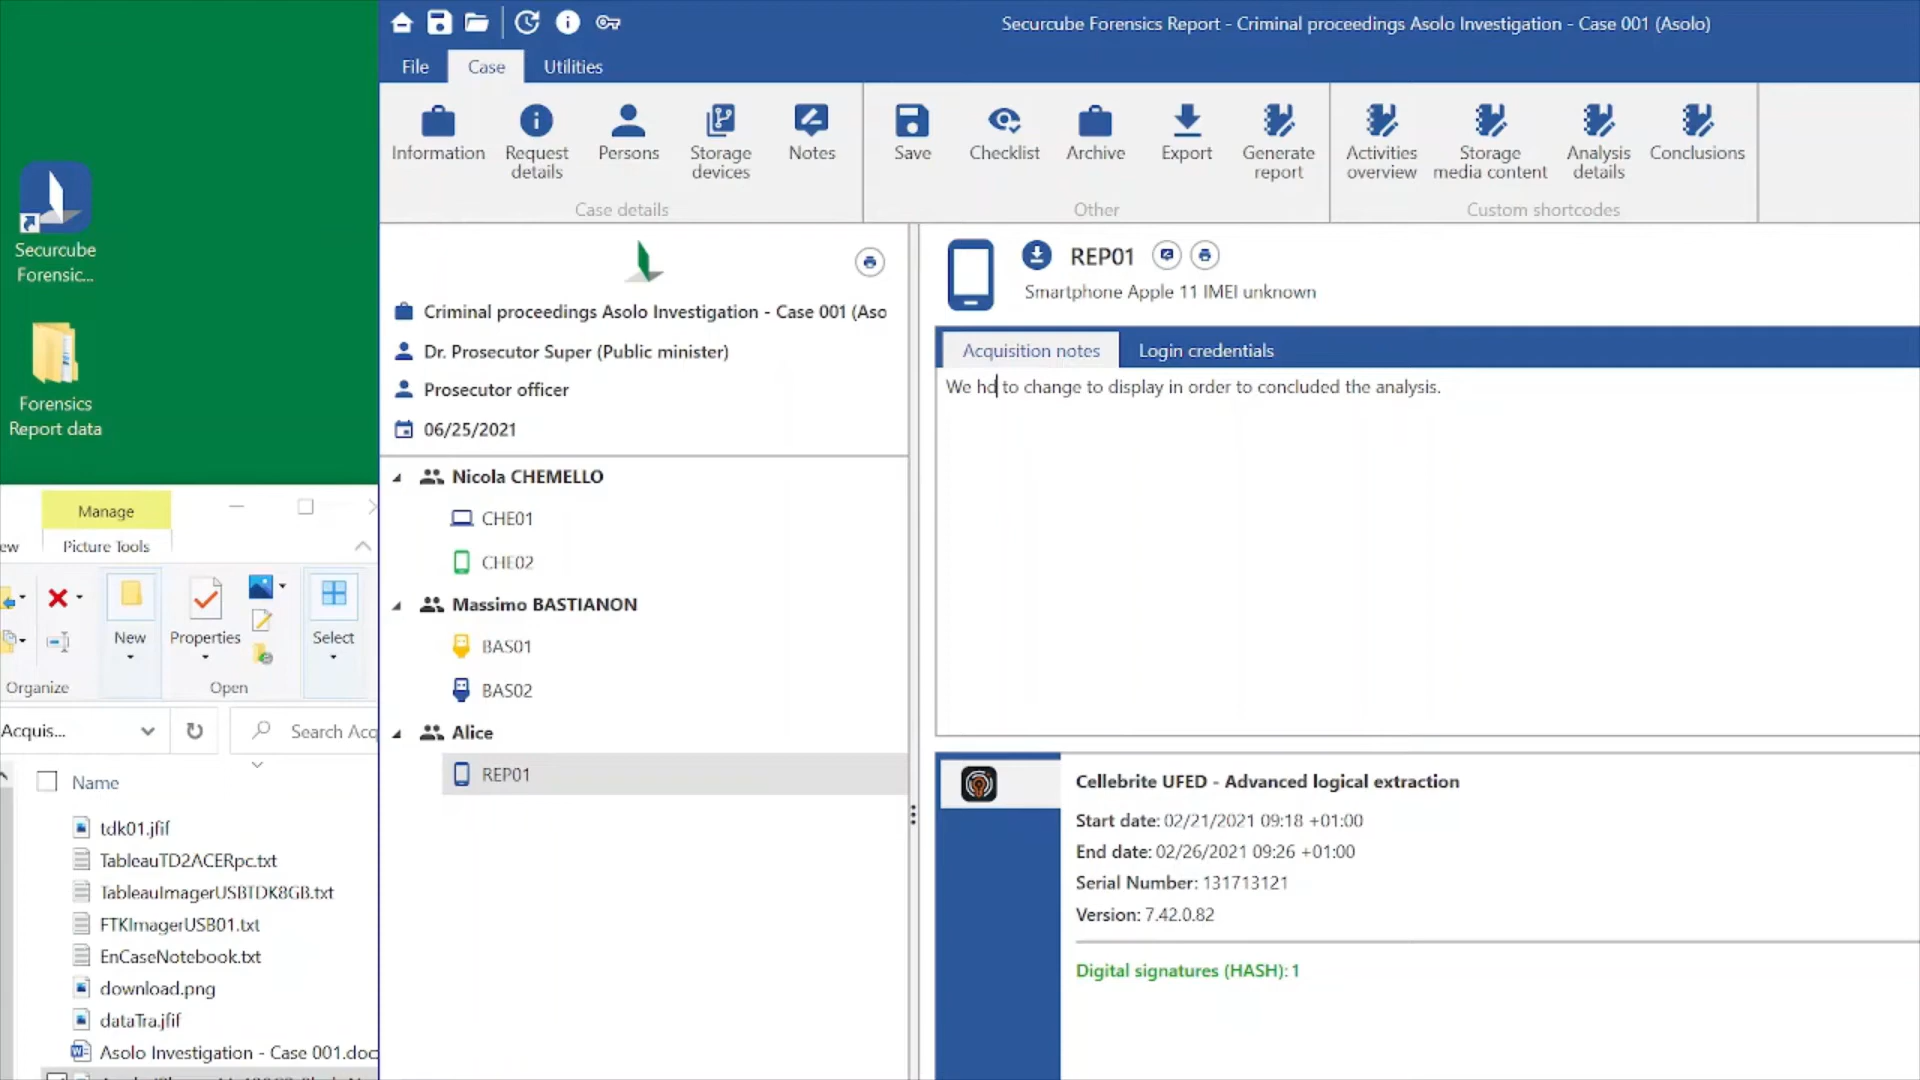 Securcube Forensics Report - Criminal proceedings Asolo Investigation - Case 001 (Asolo)
File
Case
Utilities
Information
Request details
Persons
Storage devices
Notes
Case details
Save
Checklist
Archive
Export
Generate report
Other
Activities overview
Storage media content
Analysis details
Conclusions
Custom shortcodes
Securcube
Forensic...
Forensics
Report data
Criminal proceedings Asolo Investigation - Case 001 (Aso
Dr. Prosecutor Super (Public minister)
Prosecutor officer
06/25/2021
Nicola CHEMELLO
CHE01
CHE02
Massimo BASTIANON
BAS01
BAS02
Alice
REP01
REP01
Smartphone Apple 11 IMEI unknown
Acquisition notes
Login credentials
We hd to change to display in order to concluded the analysis.
Cellebrite UFED - Advanced logical extraction
Start date: 02/21/2021 09:18 +01:00
End date: 02/26/2021 09:26 +01:00
Serial Number: 131713121
Version: 7.42.0.82
Digital signatures (HASH): 1
Manage
ew
Picture Tools
New
Properties
Select
Organize
Open
Acquis...
Search Acq
Name
tdk01.jfif
TableauTD2ACERpc.txt
TableauImagerUSBTDK8GB.txt
FTKImagerUSB01.txt
EnCaseNotebook.txt
download.png
dataTra.jfif
Asolo Investigation - Case 001.doc